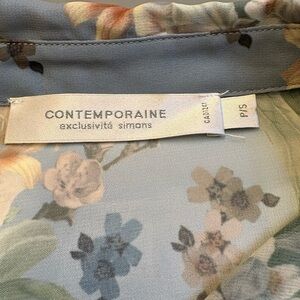 CONTEMPORAINE
exclusivité simons
P/S